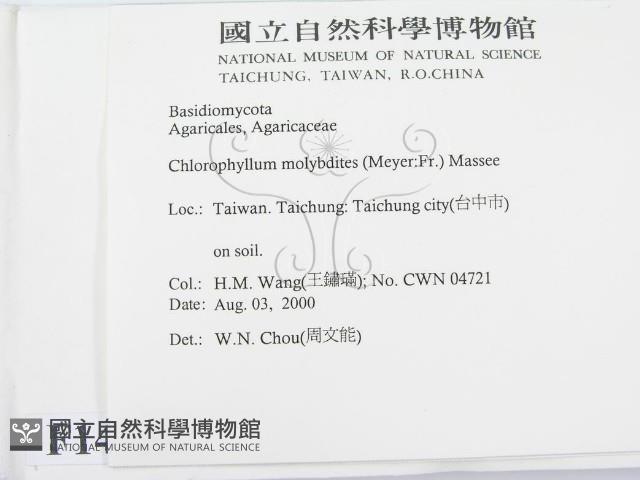 國立自然科學博物館
NATIONAL MUSEUM OF NATURAL SCIENCE
TAICHUNG, TAIWAN, R.O.CHINA
Basidiomycota
Agaricales, Agaricaceae
Chlorophyllum molybdites (Meyer:Fr.) Massee
Loc.: Taiwan. Taichung: Taichung city(台中市)
on soil.
Col.: H.M. Wang(王鏽瑞); No. CWN 04721
Date: Aug. 03, 2000
Det.: W.N. Chou(周文能)
國立自然科學博物館
NATIONAL MUSEUM OF NATURAL SCIENCE